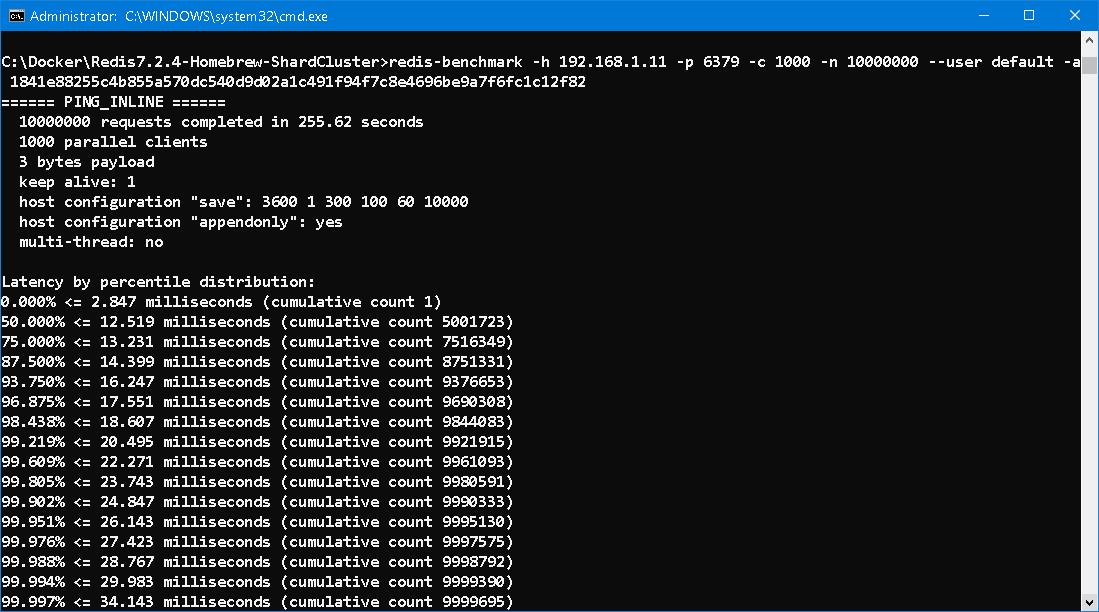 Administrator: C:\WINDOWS\system32\cmd.exe
C:\Docker\Redis7.2.4-Homebrew-ShardCluster>redis-benchmark -h 192.168.1.11 -p 6379 -c 1000 -n 10000000 --user default -a
1841e88255c4b855a570dc540d9d02a1c491f94f7c8e4696be9a7f6fc1c12f82
====== PING_INLINE ======
10000000 requests completed in 255.62 seconds
1000 parallel clients
3 bytes payload
keep alive: 1
host configuration "save": 3600 1 300 100 60 10000
host configuration "appendonly": yes
multi-thread: no
Latency by percentile distribution:
0.000% <= 2.847 milliseconds (cumulative count 1)
50.000% <= 12.519 milliseconds (cumulative count 5001723)
75.000% <= 13.231 milliseconds (cumulative count 7516349)
87.500% <= 14.399 milliseconds (cumulative count 8751331)
93.750% <= 16.247 milliseconds (cumulative count 9376653)
96.875% <= 17.551 milliseconds (cumulative count 9690308)
98.438% <= 18.607 milliseconds (cumulative count 9844083)
99.219% <= 20.495 milliseconds (cumulative count 9921915)
99.609% <= 22.271 milliseconds (cumulative count 9961093)
99.805% <= 23.743 milliseconds (cumulative count 9980591)
99.902% <= 24.847 milliseconds (cumulative count 9990333)
99.951% <= 26.143 milliseconds (cumulative count 9995130)
99.976% <= 27.423 milliseconds (cumulative count 9997575)
99.988% <= 28.767 milliseconds (cumulative count 9998792)
99.994% <= 29.983 milliseconds (cumulative count 9999390)
99.997% <= 34.143 milliseconds (cumulative count 9999695)